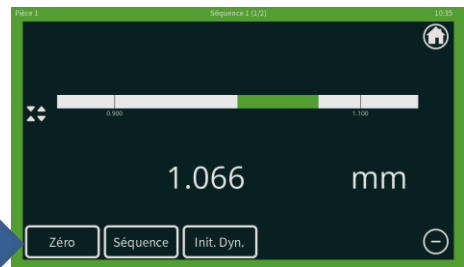 Pièce 1 Séquence 1 (1/2) 10:35
0.900 1.100
1.066 mm
Zéro Séquence Init. Dyn.